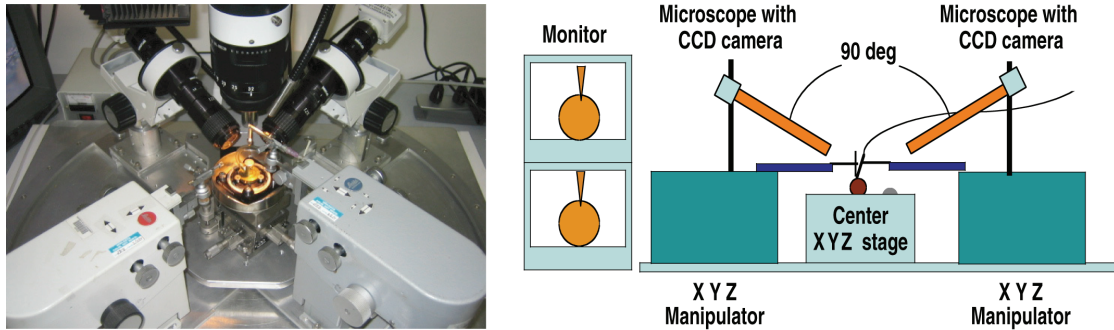 Monitor
Microscope with
CCD camera
90 deg
Microscope with
CCD camera
Center
X Y Z stage
X Y Z
Manipulator
X Y Z
Manipulator